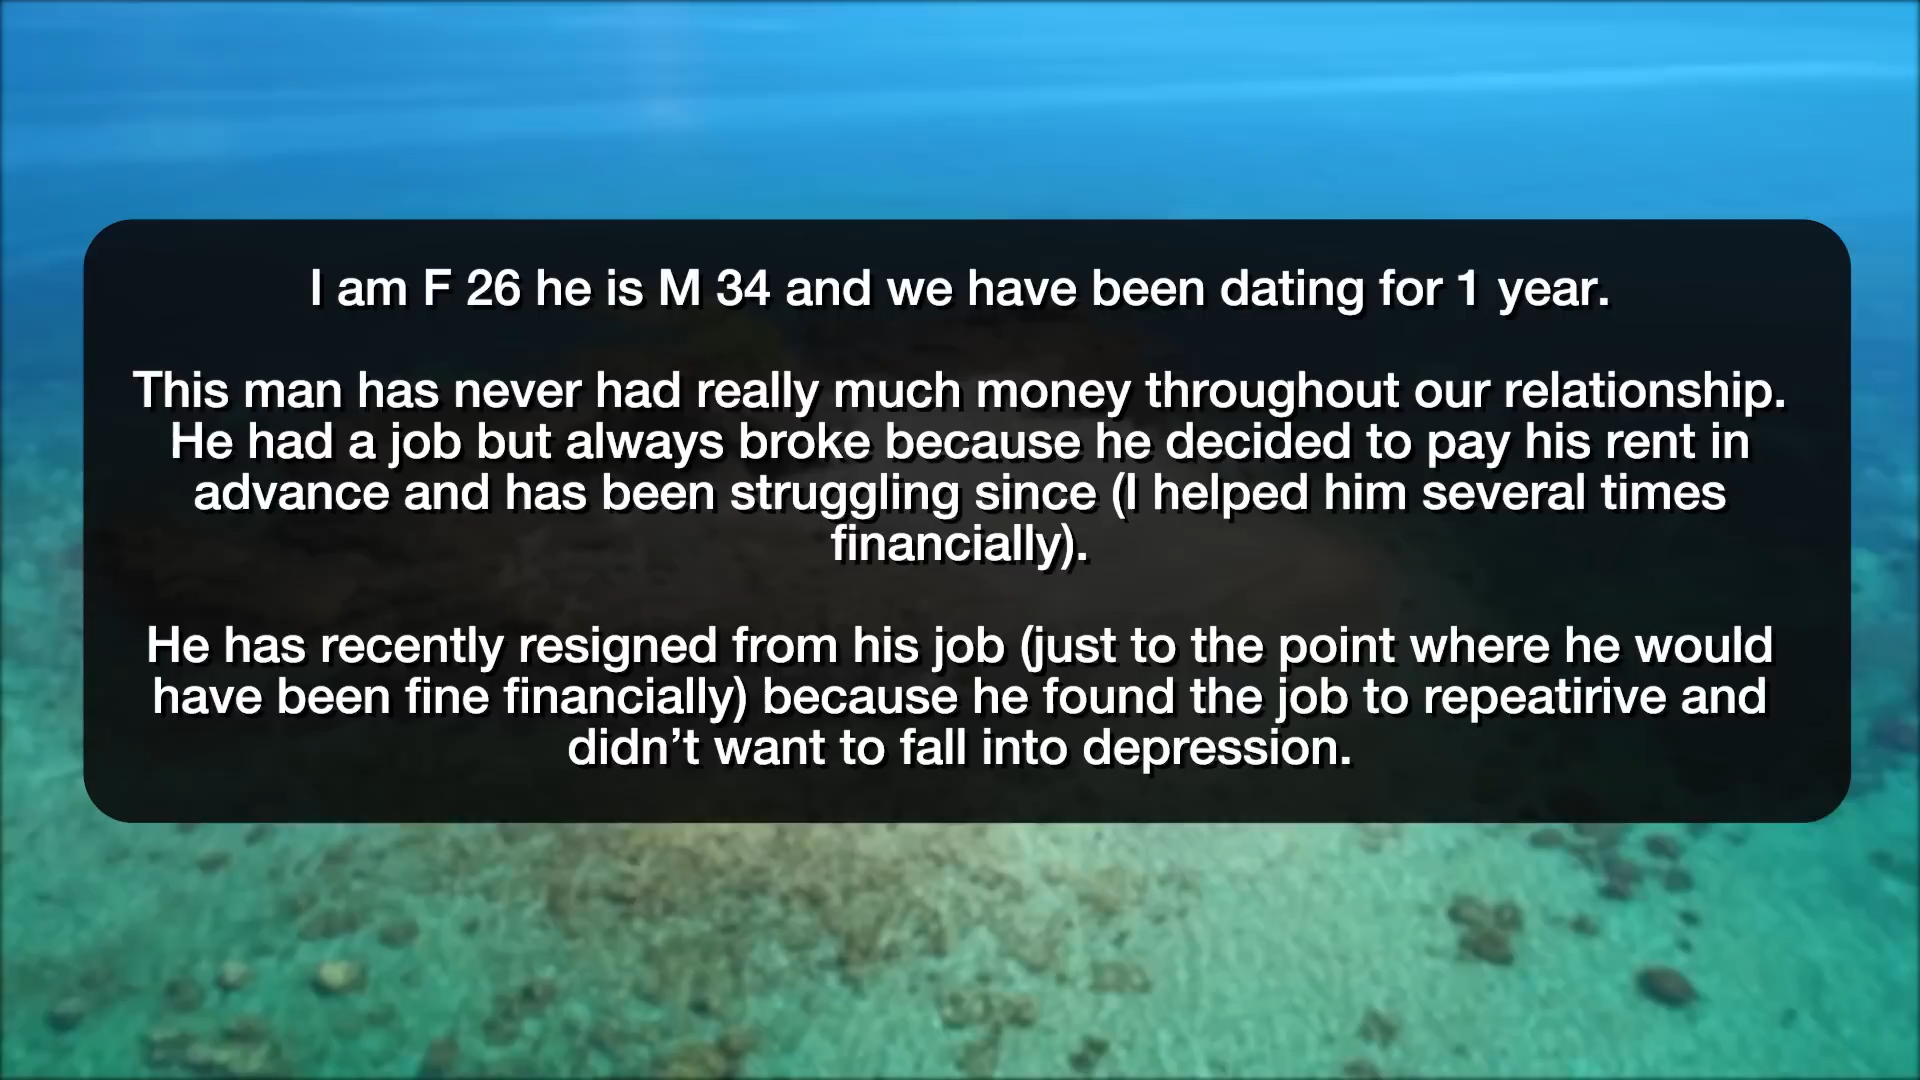 I am F 26 he is M 34 and we have been dating for 1 year.
This man has never had really much money throughout our relationship.
He had a job but always broke because he decided to pay his rent in
advance and has been struggling since (I helped him several times
financially).
He has recently resigned from his job (just to the point where he would
have been fine financially) because he found the job to repeatirive and
didn’t want to fall into depression.